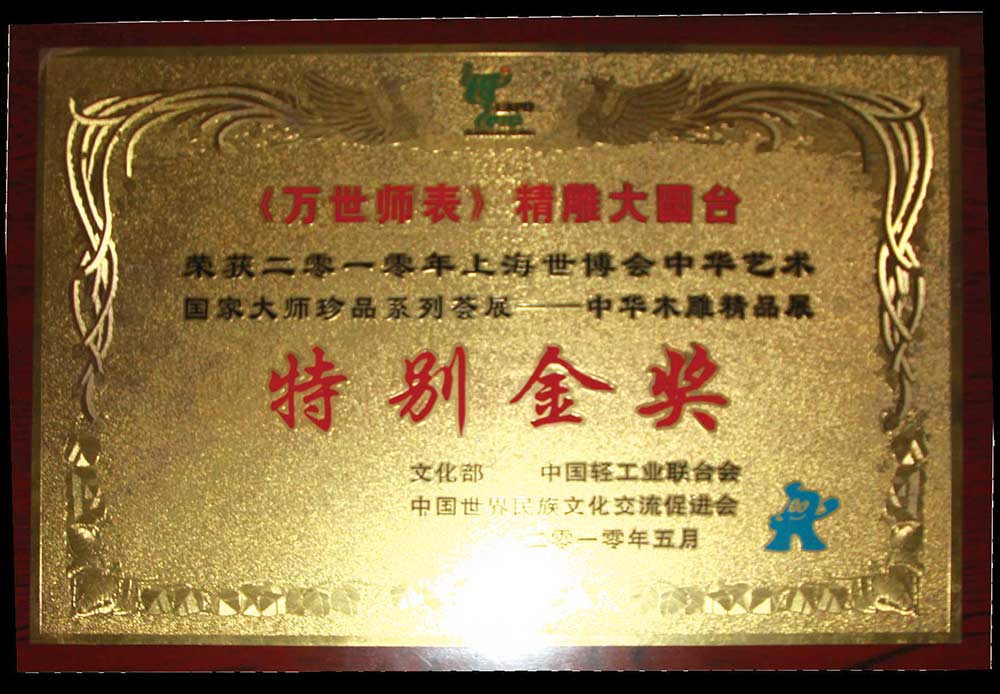 《万世师表》精雕大圆台
荣获二零一零年上海世博会中华艺术
国家大师珍品系列荟展——中华木雕精品展
特别金奖
文化部 中国轻工业联台会
中国世界民族文化交流促进会
二零一零年五月